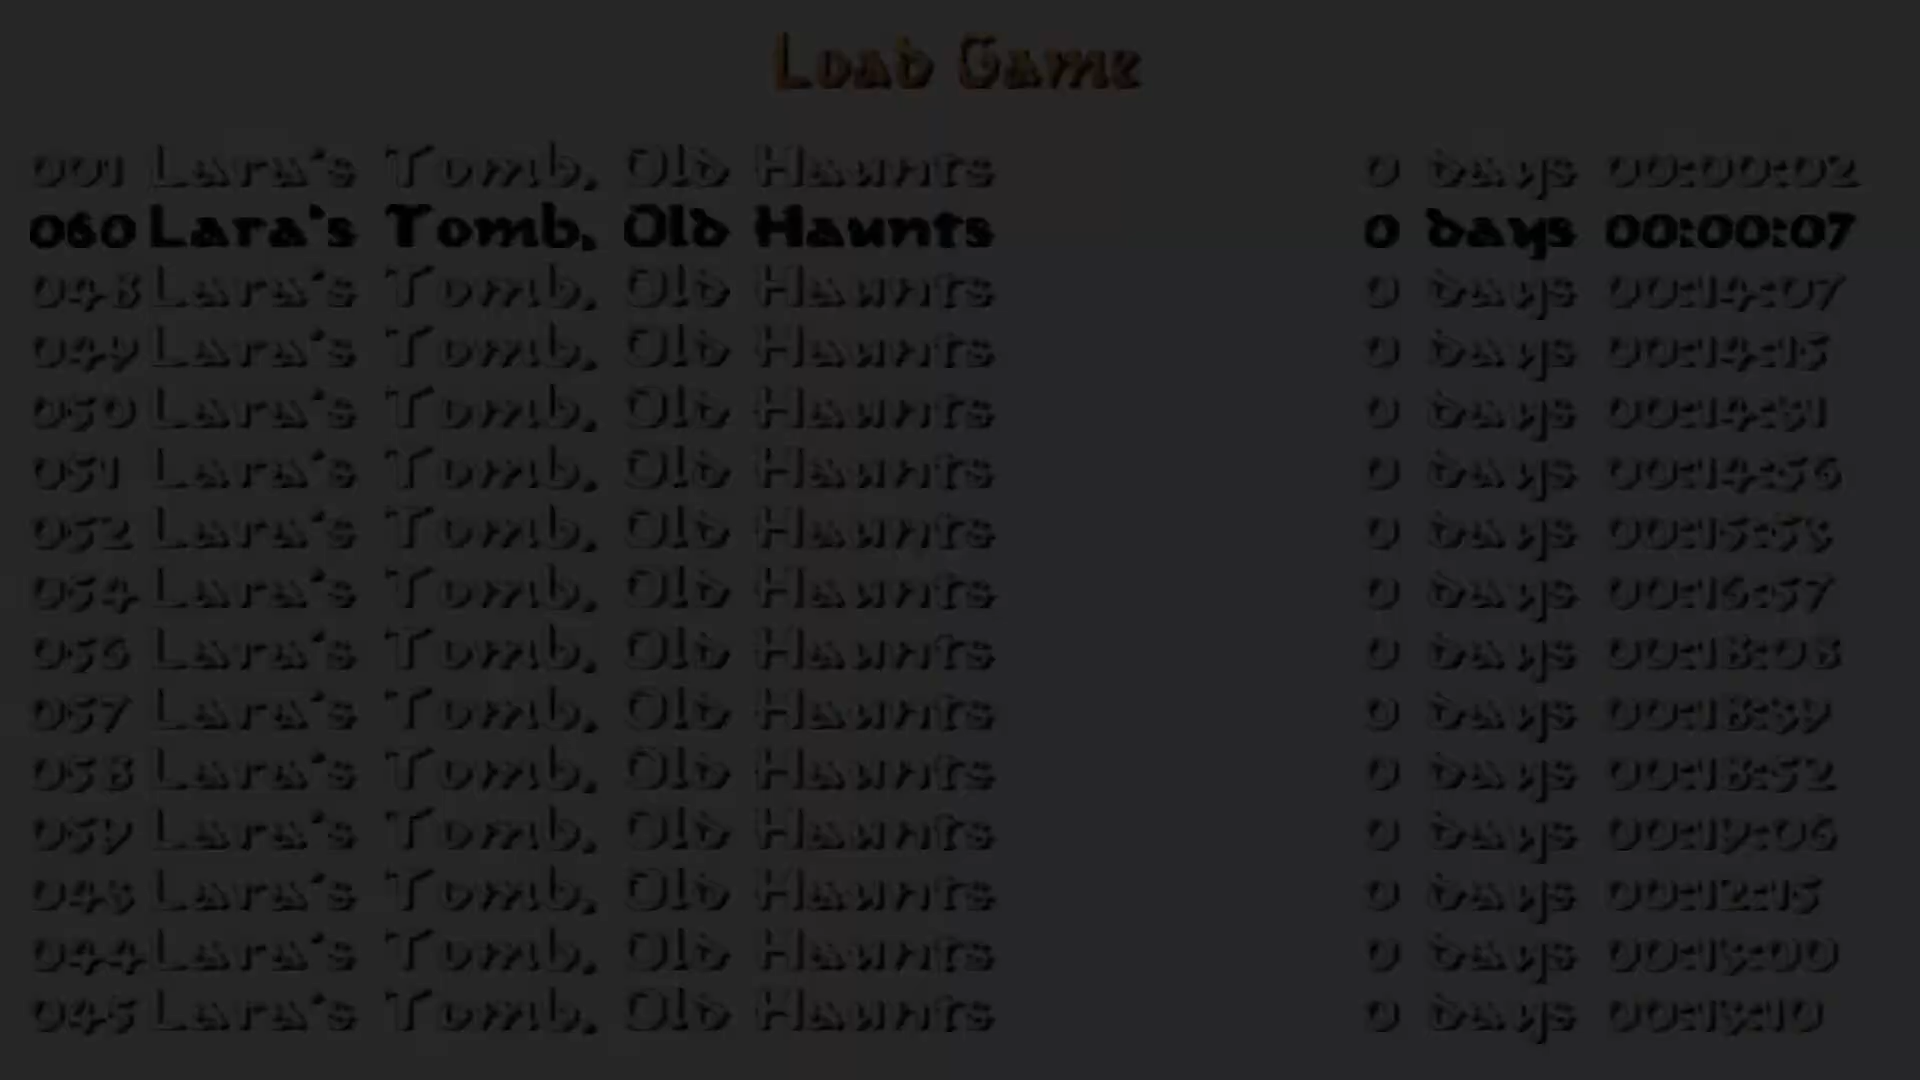 Load Game
001 Lara's Tomb, Old Haunts 0 days 00:00:02
060 Lara's Tomb, Old Haunts 0 days 00:00:07
048 Lara's Tomb, Old Haunts 0 days 00:14:07
049 Lara's Tomb, Old Haunts 0 days 00:14:15
050 Lara's Tomb, Old Haunts 0 days 00:14:31
051 Lara's Tomb, Old Haunts 0 days 00:14:56
052 Lara's Tomb, Old Haunts 0 days 00:15:53
054 Lara's Tomb, Old Haunts 0 days 00:16:57
056 Lara's Tomb, Old Haunts 0 days 00:18:08
057 Lara's Tomb, Old Haunts 0 days 00:18:39
058 Lara's Tomb, Old Haunts 0 days 00:18:52
059 Lara's Tomb, Old Haunts 0 days 00:19:06
043 Lara's Tomb, Old Haunts 0 days 00:12:15
044 Lara's Tomb, Old Haunts 0 days 00:13:00
045 Lara's Tomb, Old Haunts 0 days 00:13:10